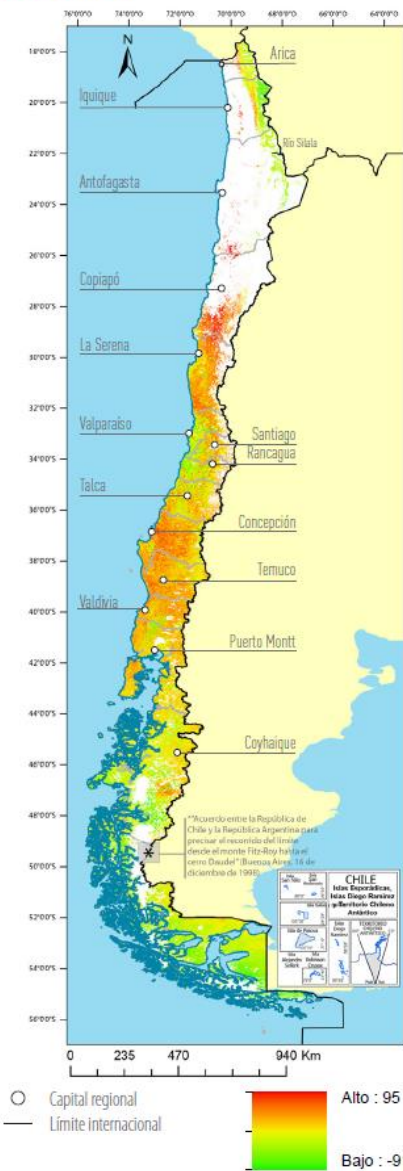 76°0'0"S 74°0'0"S 72°0'0"S 70°0'0"S 68°0'0"S 66°0'0"S 64°0'0"S
N
Arica
18°0'0"S
Iquique
20°0'0"S
Río Silala
22°0'0"S
Antofagasta
24°0'0"S
26°0'0"S
Copiapó
28°0'0"S
La Serena
30°0'0"S
32°0'0"S
Valparaíso
Santiago
34°0'0"S
Rancagua
Talca
36°0'0"S
Concepción
38°0'0"S
Temuco
Valdivia
40°0'0"S
Puerto Montt
42°0'0"S
44°0'0"S
Coyhaique
46°0'0"S
48°0'0"S
"Acuerdo entre la República de
Chile y la República Argentina para
precisar el recorrido del límite
desde el monte Fitz-Roy hasta el
cerro Daudet" (Buenos Aires, 16 de
diciembre de 1998)
50°0'0"S
CHILE
Islas Esporádicas,
Islas Diego Ramírez
y Territorio Chileno
Antártico
52°0'0"S
54°0'0"S
56°0'0"S
0 235 470 940 Km
Capital regional
Límite internacional
Alto : 95
Bajo : -9